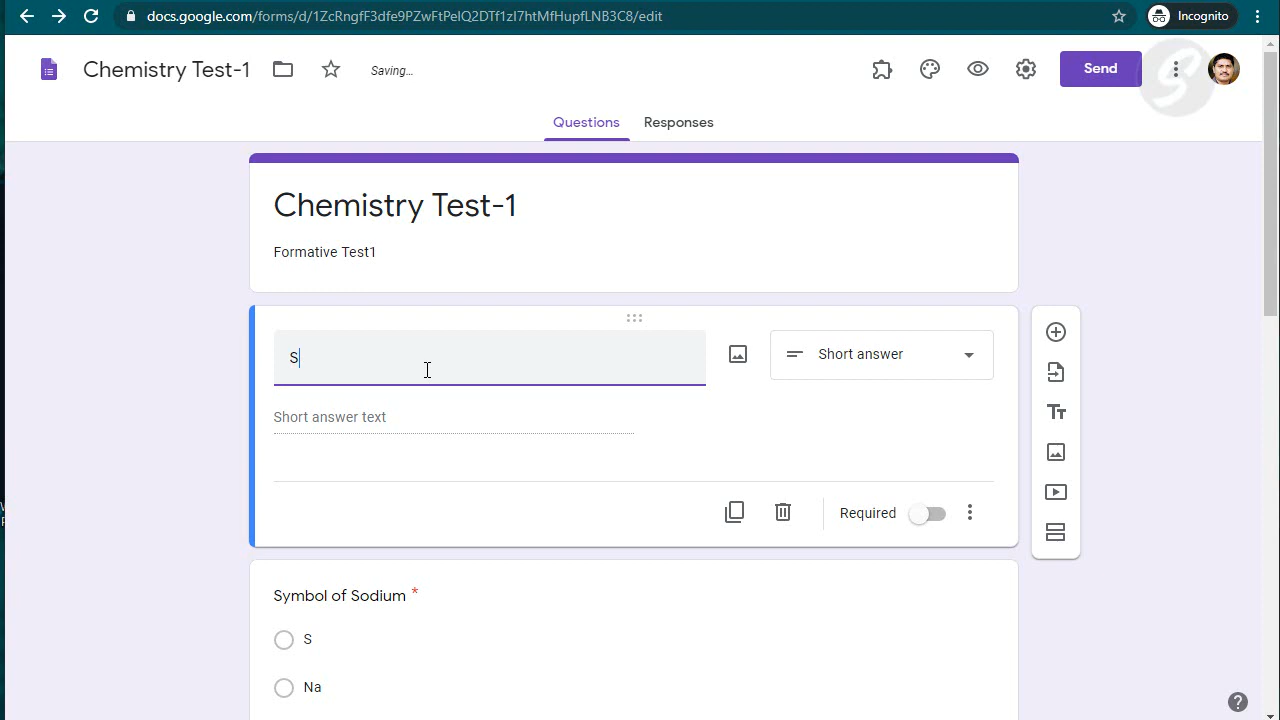 docs.google.com/forms/d/1ZcRngfF3dfe9PZwFtPeIQ2DTf1zI7htMfHupfLNB3C8/edit
Incognito
Chemistry Test-1
Saving...
Send
S
Questions
Responses
Chemistry Test-1
Formative Test1
S
Short answer
Short answer text
Required
Symbol of Sodium *
S
Na